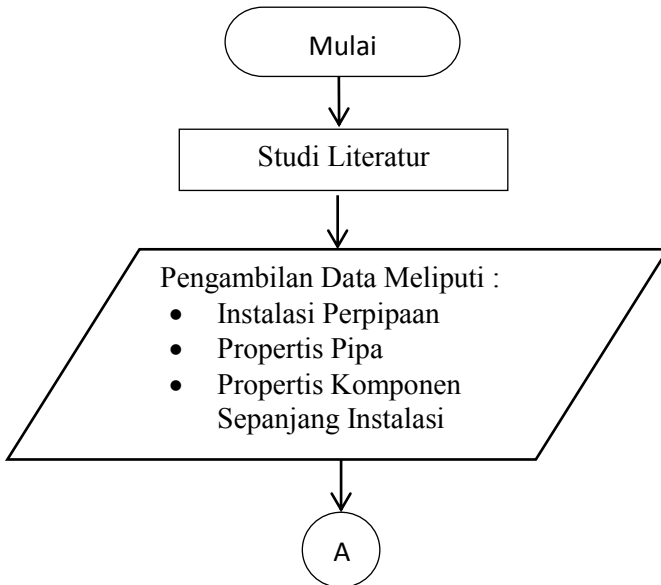 Mulai
Studi Literatur
Pengambilan Data Meliputi :
• Instalasi Perpipaan
• Propertis Pipa
• Propertis Komponen
Sepanjang Instalasi
A